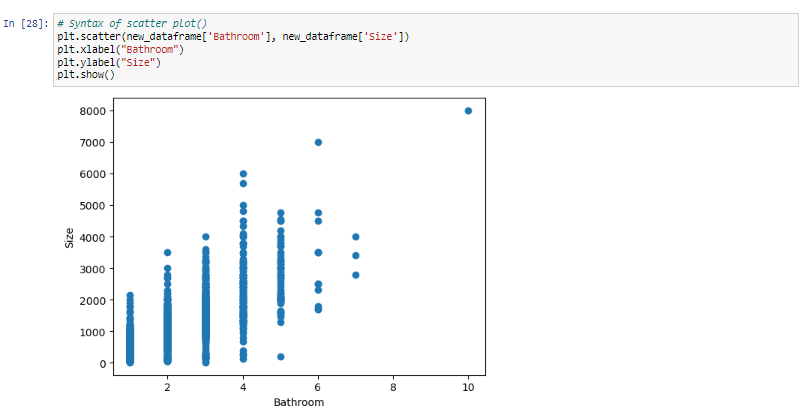 In [28]: # Syntax of scatter plot()
plt.scatter(new_dataframe['Bathroom'], new_dataframe['Size'])
plt.xlabel("Bathroom")
plt.ylabel("Size")
plt.show()
8000
7000
6000
5000
4000
3000
2000
1000
0
Size
2 4 6 8 10
Bathroom